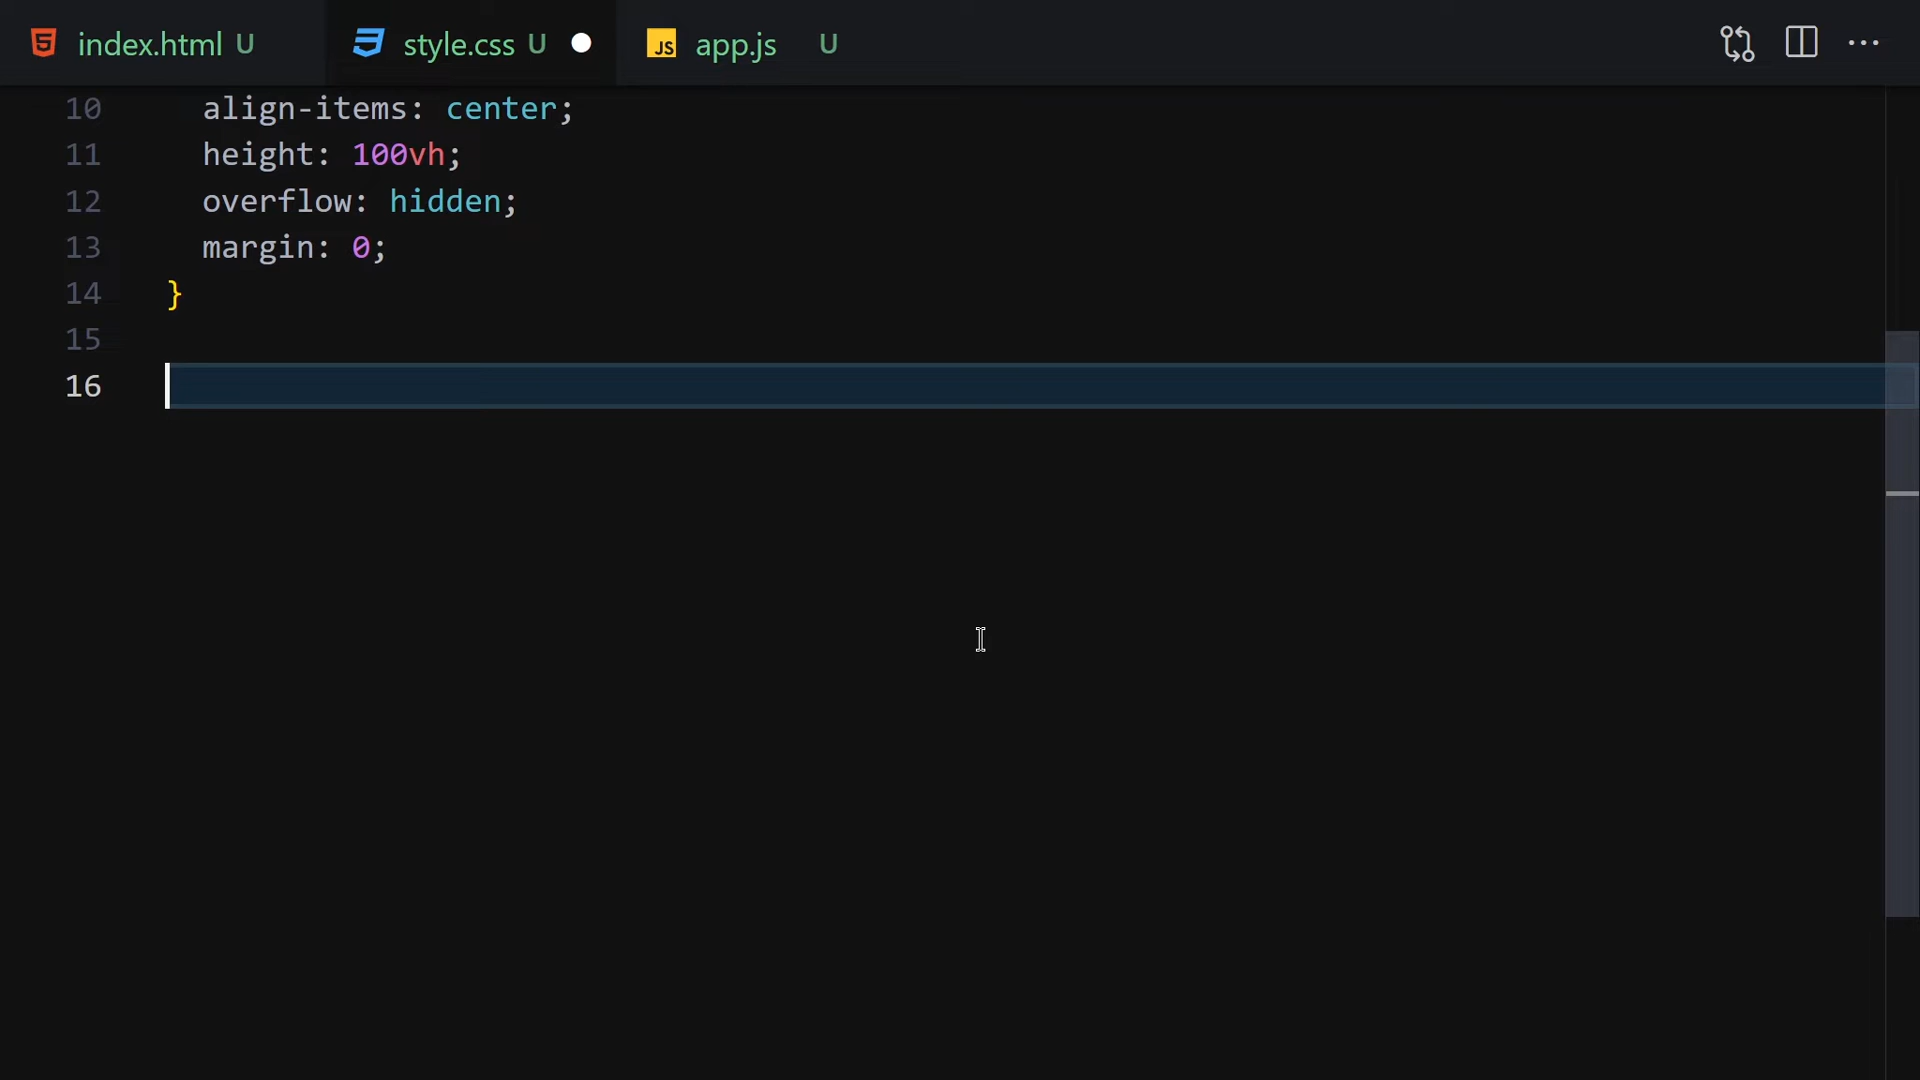 index.html U style.css U JS app.js U
10 align-items: center;
11 height: 100vh;
12 overflow: hidden;
13 margin: 0;
14 }
15
16